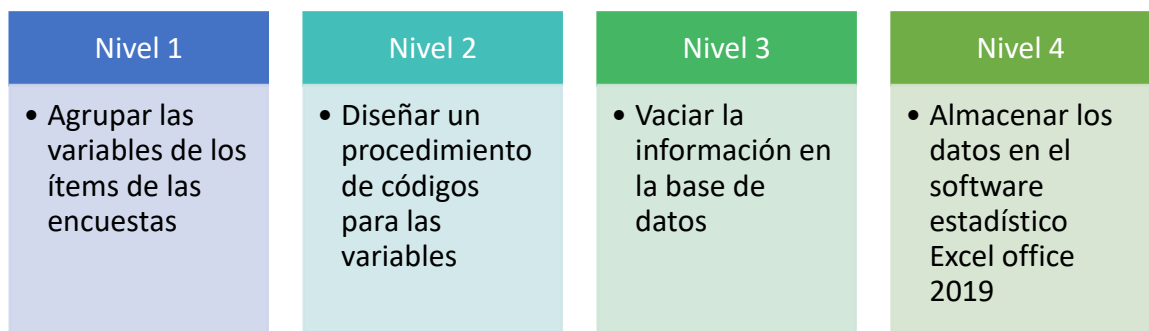 Nivel 1
• Agrupar las
variables de los
ítems de las
encuestas
Nivel 2
• Diseñar un
procedimiento
de códigos
para las
variables
Nivel 3
• Vaciar la
información en
la base de
datos
Nivel 4
• Almacenar los
datos en el
software
estadístico
Excel office
2019